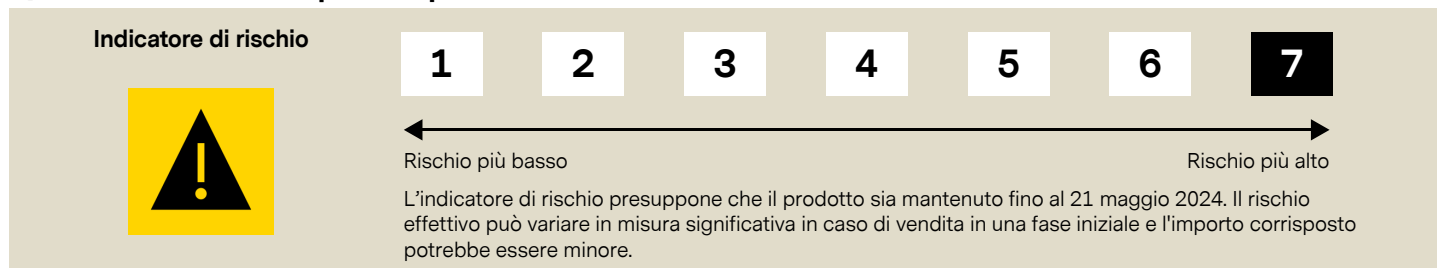 Indicatore di rischio
1 2 3 4 5 6 7
Rischio più basso Rischio più alto
L'indicatore di rischio presuppone che il prodotto sia mantenuto fino al 21 maggio 2024. Il rischio
effettivo può variare in misura significativa in caso di vendita in una fase iniziale e l'importo corrisposto
potrebbe essere minore.